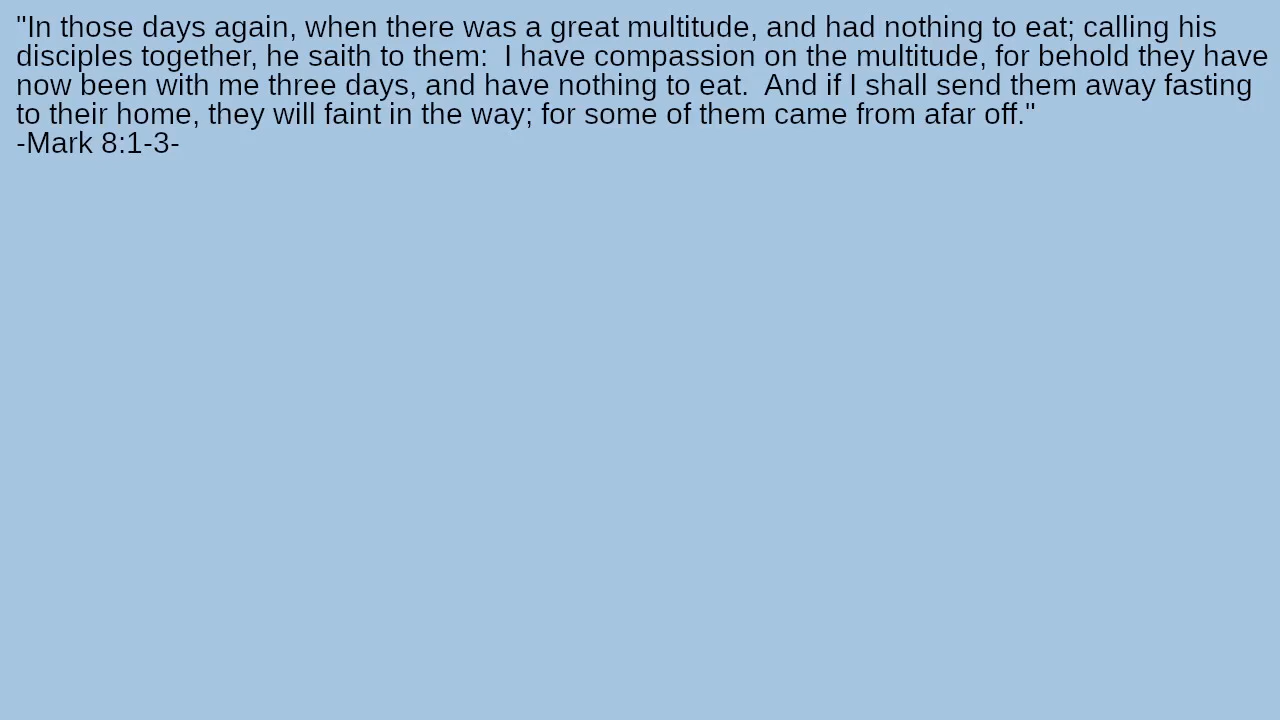 "In those days again, when there was a great multitude, and had nothing to eat; calling his
disciples together, he saith to them:  I have compassion on the multitude, for behold they have
now been with me three days, and have nothing to eat.  And if I shall send them away fasting
to their home, they will faint in the way; for some of them came from afar off."
-Mark 8:1-3-